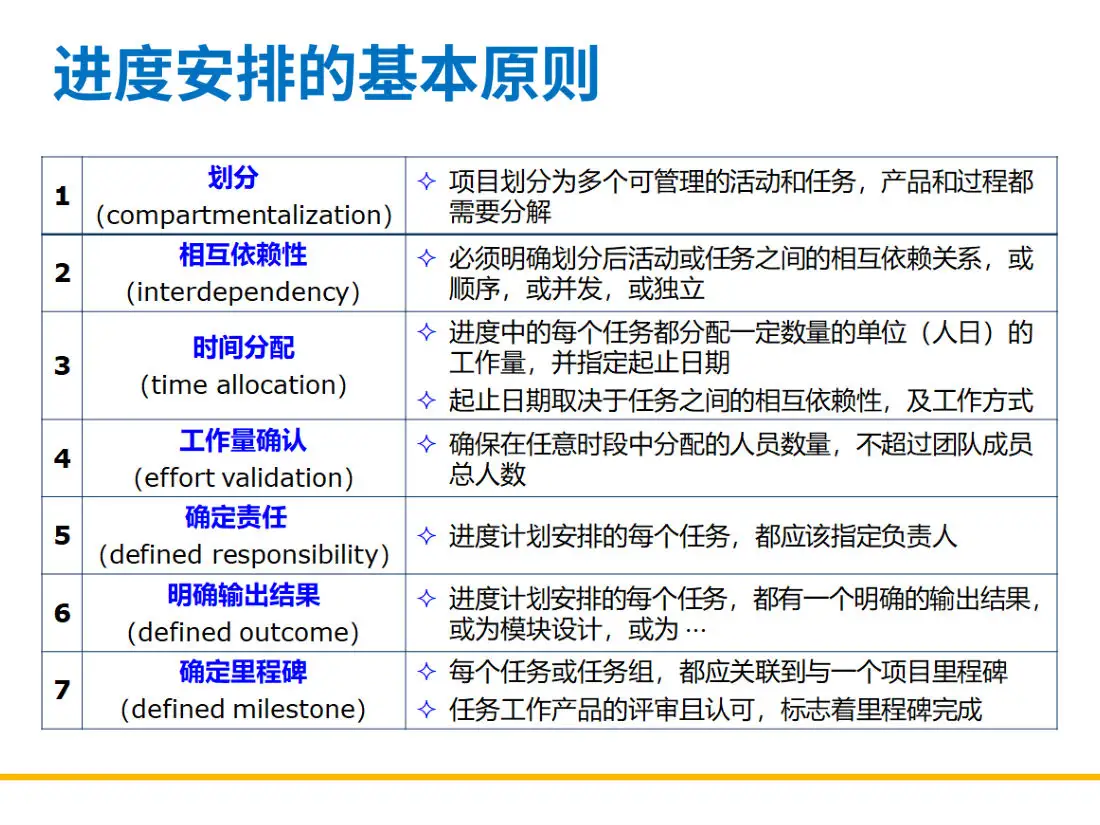 进度安排的基本原则
1
划分
(compartmentalization)
✧ 项目划分为多个可管理的活动和任务，产品和过程都
需要分解
2
相互依赖性
(interdependency)
✧ 必须明确划分后活动或任务之间的相互依赖关系，或
顺序，或并发，或独立
3
时间分配
(time allocation)
✧ 进度中的每个任务都分配一定数量的单位（人日）的
工作量，并指定起止日期
✧ 起止日期取决于任务之间的相互依赖性，及工作方式
4
工作量确认
(effort validation)
✧ 确保在任意时段中分配的人员数量，不超过团队成员
总人数
5
确定责任
(defined responsibility)
✧ 进度计划安排的每个任务，都应该指定负责人
6
明确输出结果
(defined outcome)
✧ 进度计划安排的每个任务，都有一个明确的输出结果，
或为模块设计，或为 …
7
确定里程碑
(defined milestone)
✧ 每个任务或任务组，都应关联到与一个项目里程碑
✧ 任务工作产品的评审且认可，标志着里程碑完成